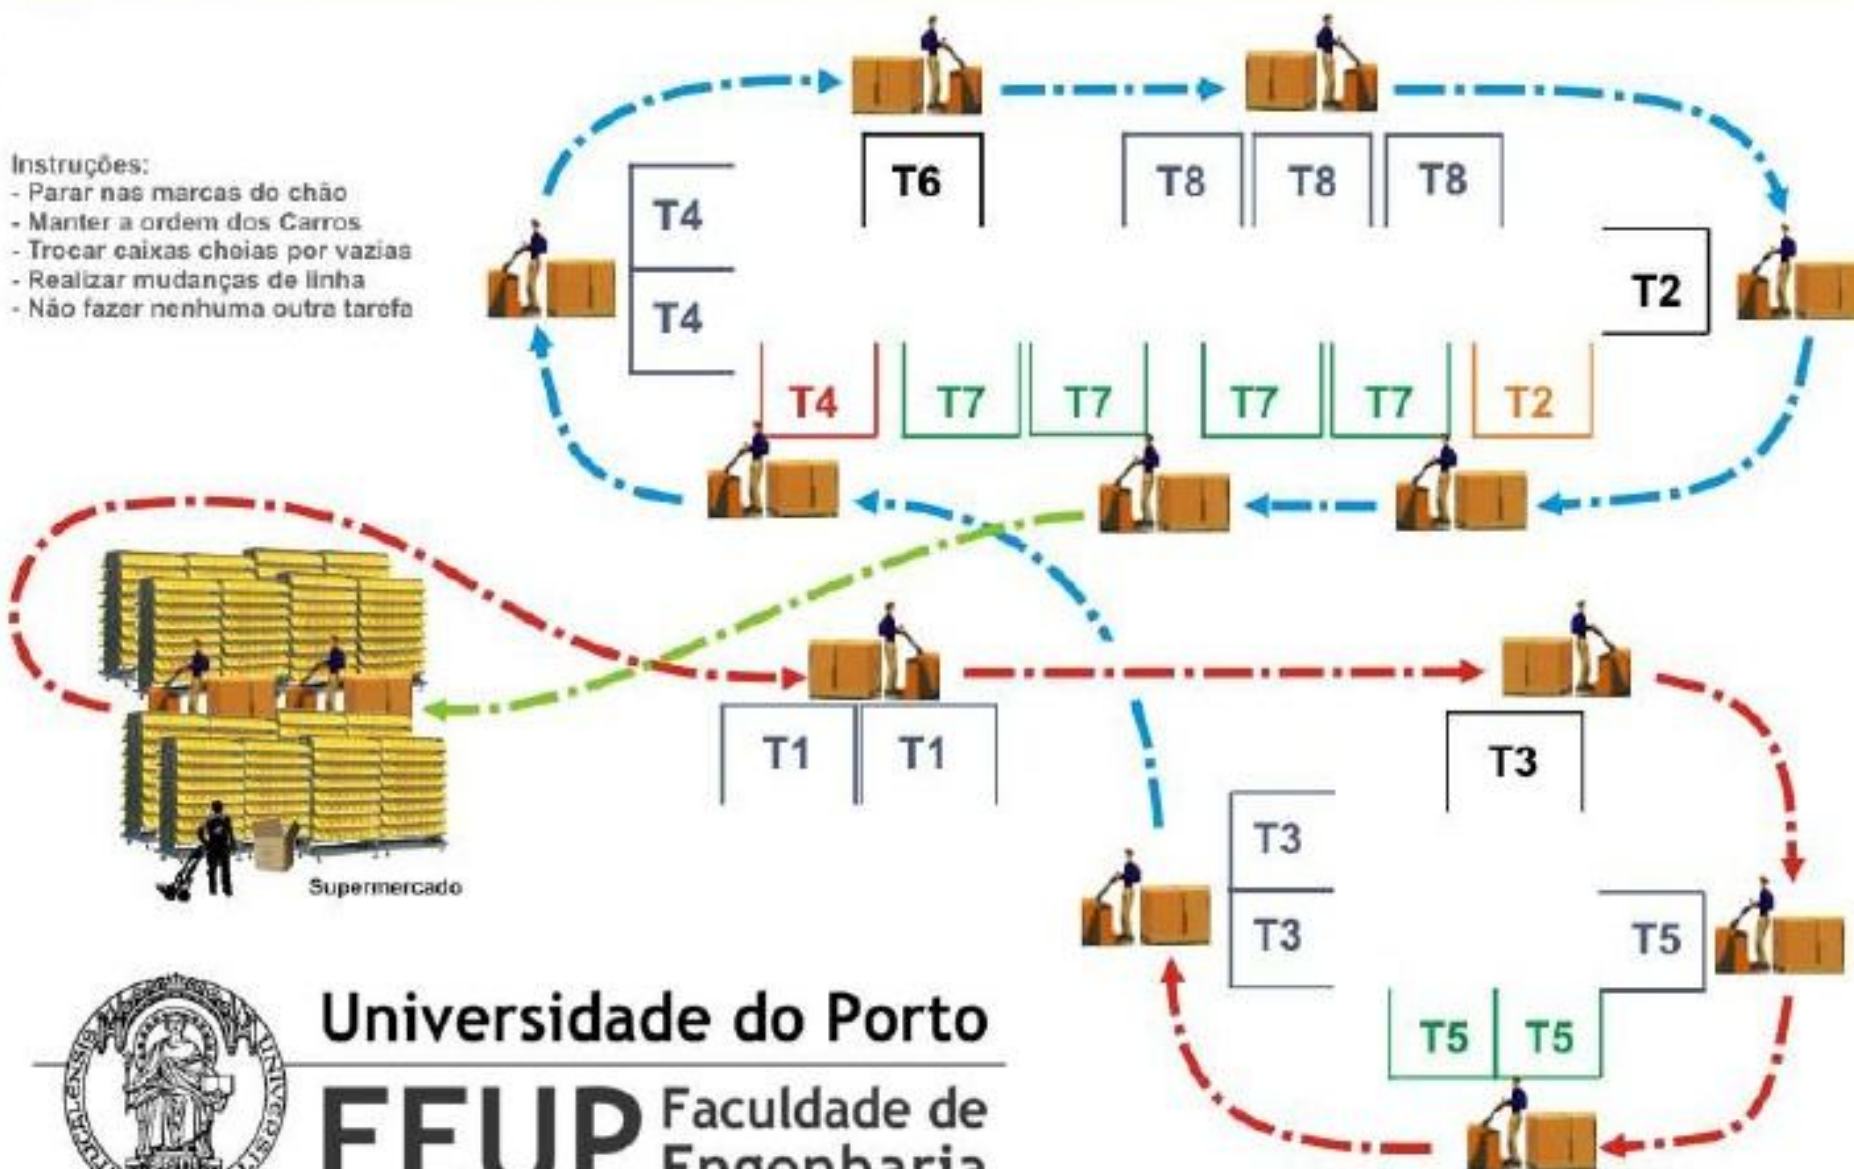 Instruções:
- Parar nas marcas do chão
- Manter a ordem dos Carros
- Trocar caixas cheias por vazias
- Realizar mudanças de linha
- Não fazer nenhuma outra tarefa
T6
T8 T8 T8
T4
T4
T2
T4 T7 T7 T7 T7 T2
T1 T1
T3
T3
T3
T5
T5 T5
Supermercado
Universidade do Porto
FEUP
Faculdade de
Engenharia